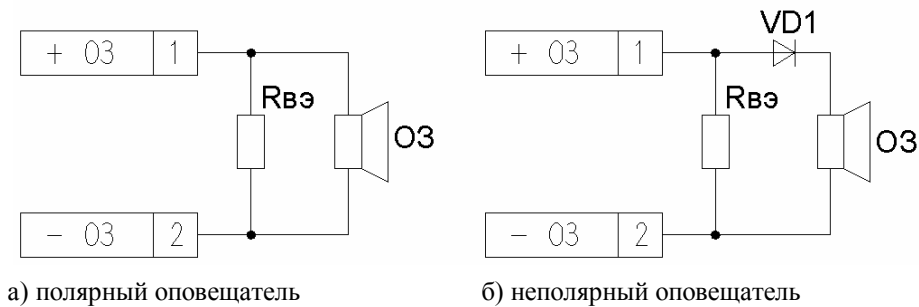 VD1
+ ОЗ 1
+ ОЗ 1
Rвэ
Rвэ
ОЗ
ОЗ
- ОЗ 2
- ОЗ 2
а) полярный оповещатель
б) неполярный оповещатель